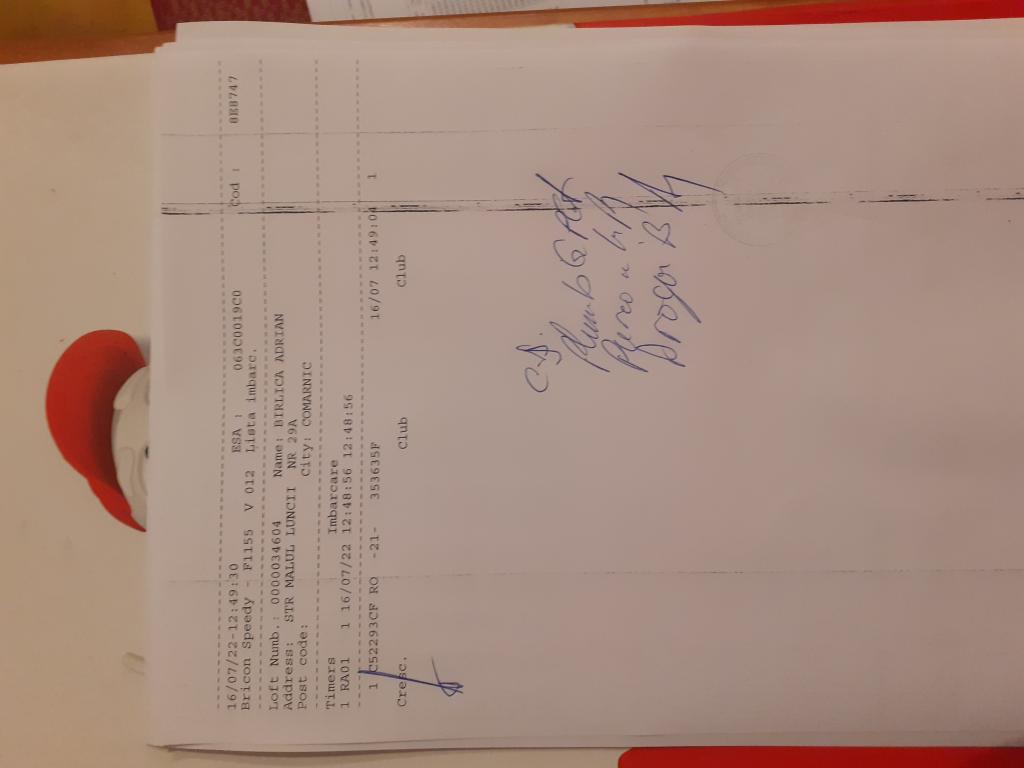 16/07/22-12:49:30 ESA : 063C0019C0 Cod : 8E8747
Bricon Speedy - F1155 V 012 Lista imbarc.
Loft Numb.: 0000034604 Name: BIRLICA ADRIAN
Address: STR MALUL LUNCII NR 29A
Post code: City: COMARNIC
Timers Imbarcare
1 RA01 1 16/07/22 12:48:56 12:48:56
1 C52293CF RO -21- 353635F 16/07 12:49:04 1
Cresc. Club Club